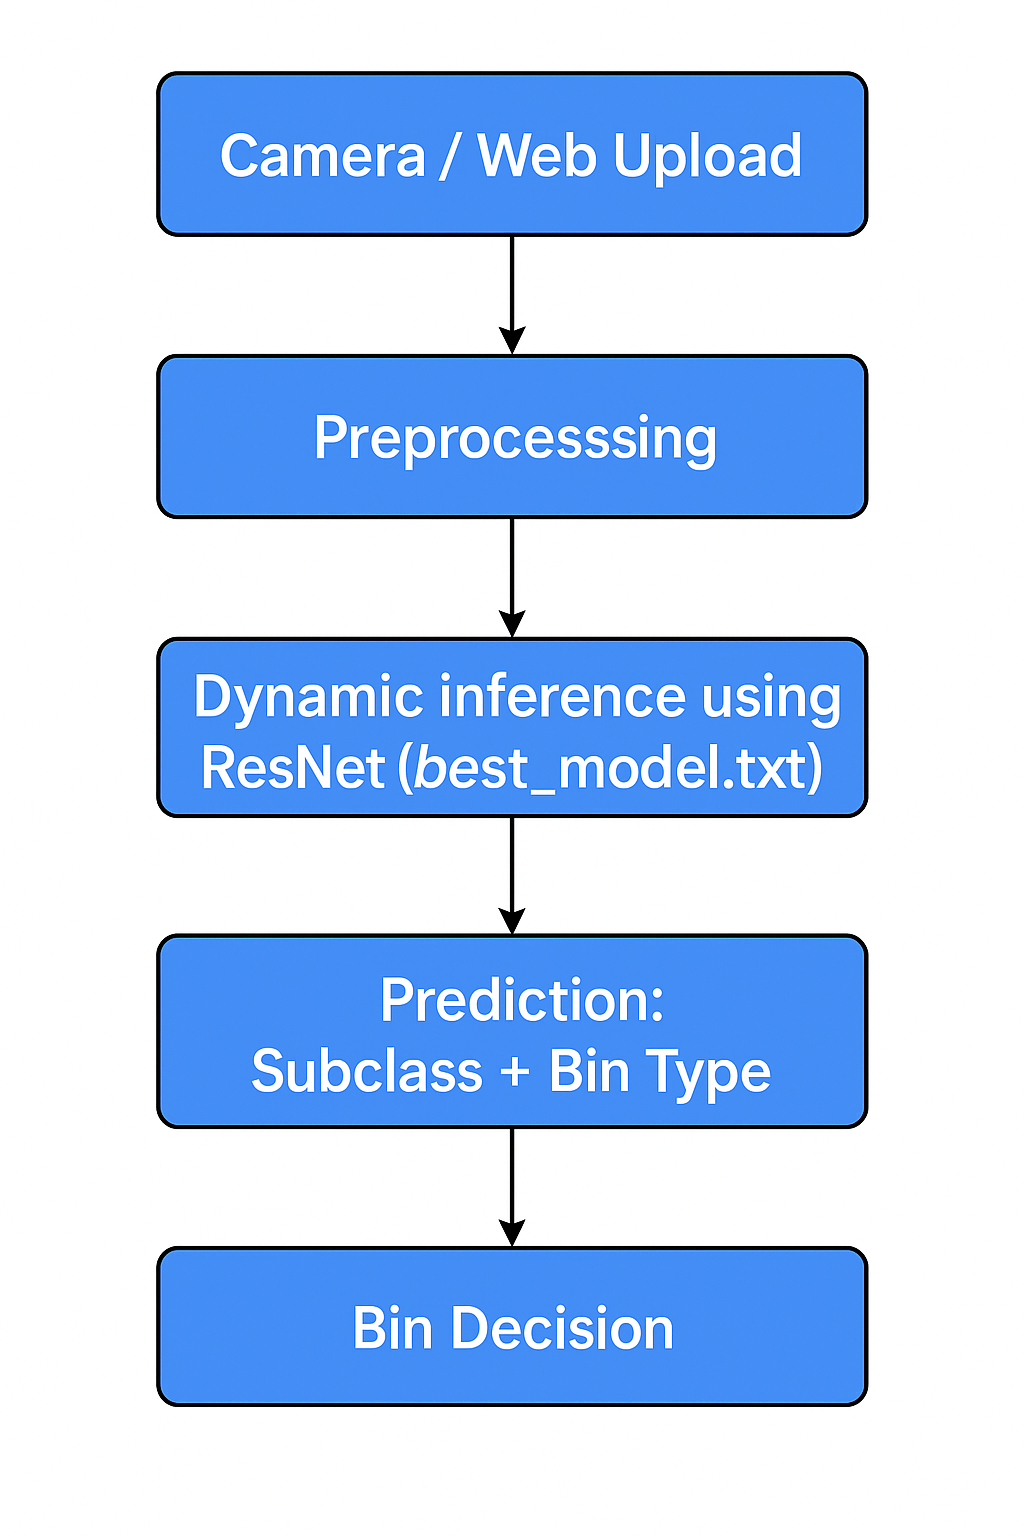 Camera / Web Upload
Preprocesssing
Dynamic inference using
ResNet (best_model.txt)
Prediction:
Subclass + Bin Type
Bin Decision